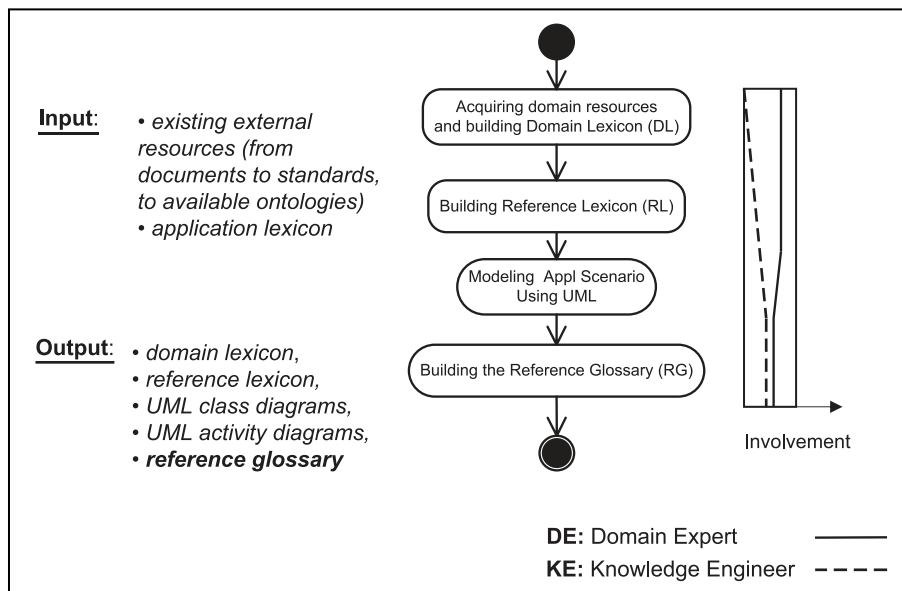 Input:
• existing external
resources (from
documents to standards,
to available ontologies)
• application lexicon
Output:
• domain lexicon,
• reference lexicon,
• UML class diagrams,
• UML activity diagrams,
• reference glossary
Acquiring domain resources
and building Domain Lexicon (DL)
Building Reference Lexicon (RL)
Modeling Appl Scenario
Using UML
Building the Reference Glossary (RG)
Involvement
DE: Domain Expert
KE: Knowledge Engineer